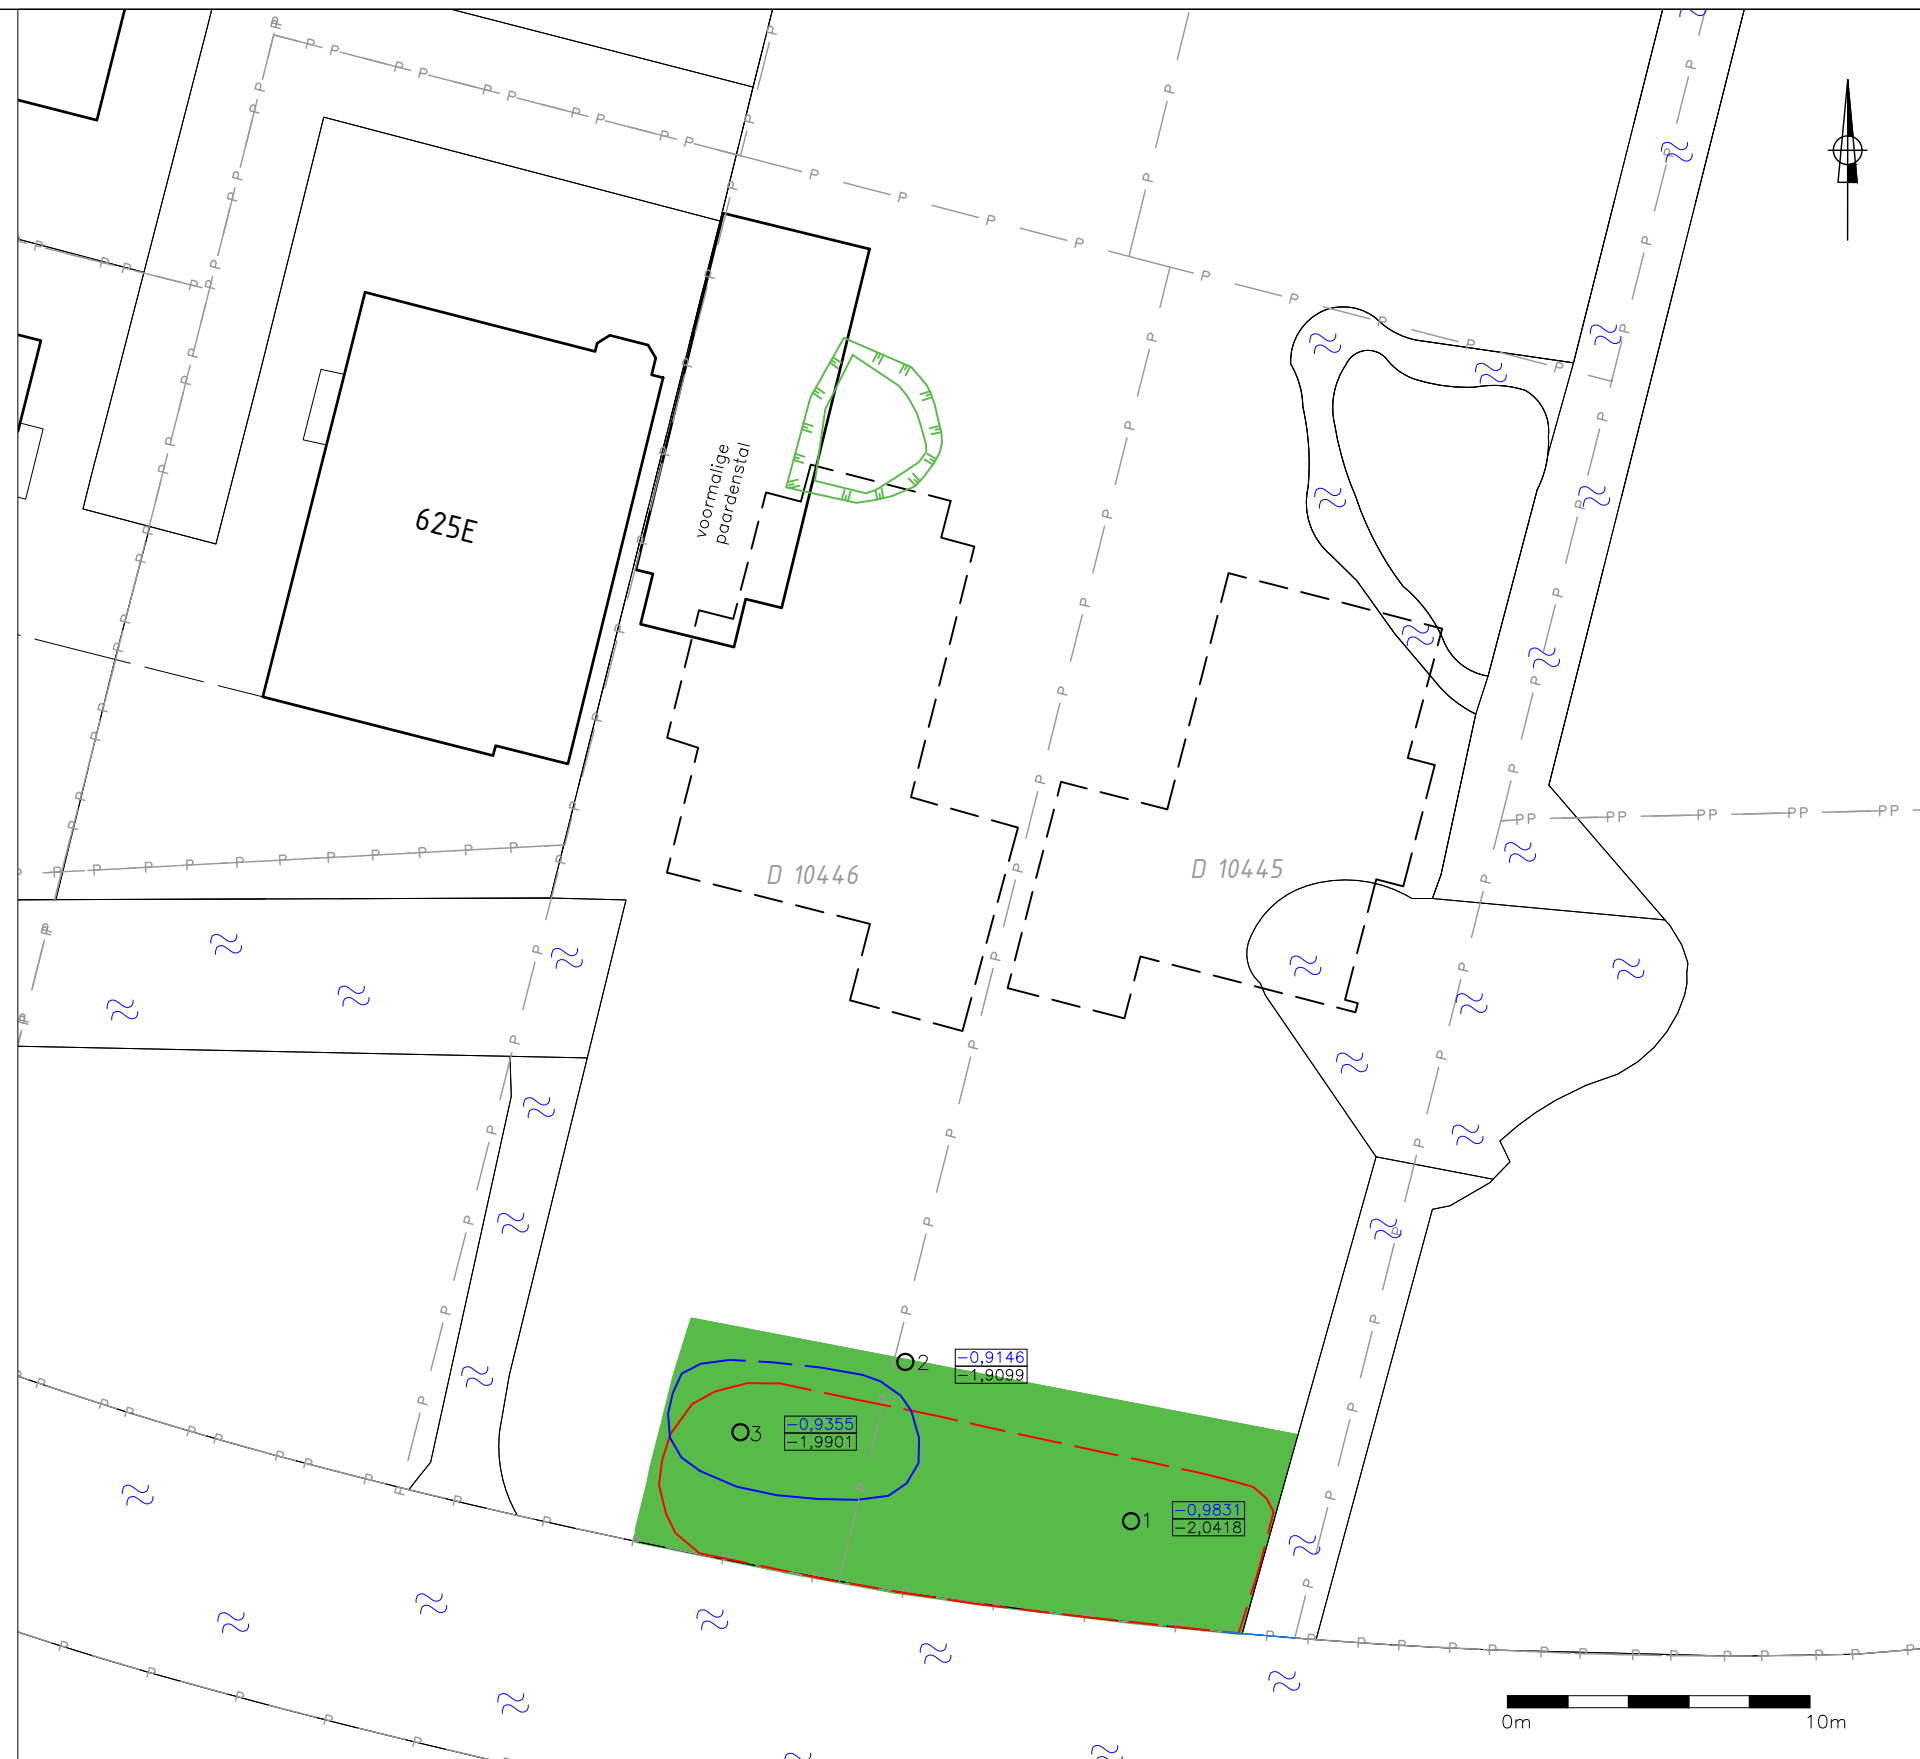 voormalige
paardenstal
625E
D 10446
D 10445
2
-0,9146
-1,9099
3
-0,9355
-1,9901
1
-0,9831
-2,0418
0m
10m